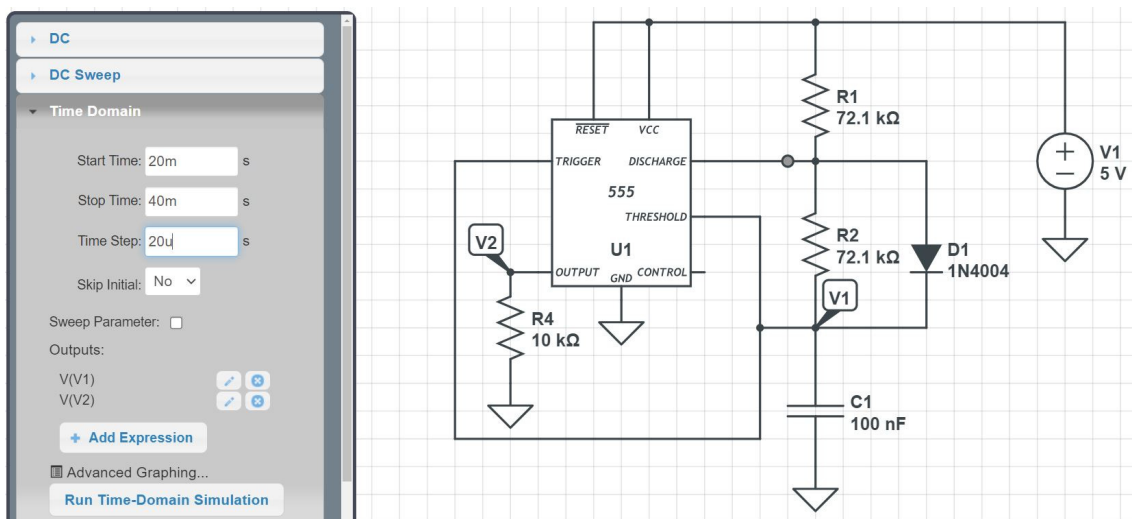 DC
DC Sweep
Time Domain
Start Time: 20m s
Stop Time: 40m s
Time Step: 20u s
Skip Initial: No
Sweep Parameter:
Outputs:
V(V1)
V(V2)
Add Expression
Advanced Graphing...
Run Time-Domain Simulation
RESET VCC
TRIGGER DISCHARGE
555
THRESHOLD
U1
OUTPUT GND CONTROL
V2
R4
10 kΩ
R1
72.1 kΩ
R2
72.1 kΩ
D1
1N4004
V1
C1
100 nF
V1
5 V